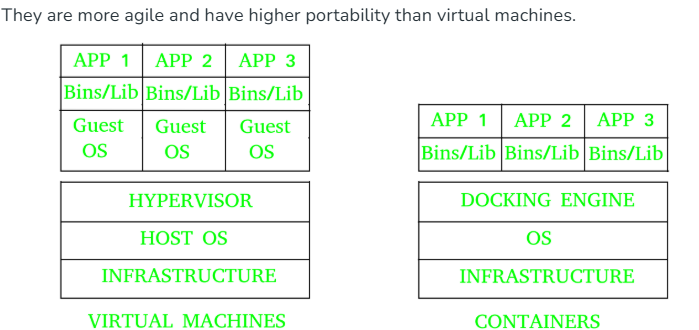 They are more agile and have higher portability than virtual machines.
APP 1 APP 2 APP 3
Bins/Lib Bins/Lib Bins/Lib
Guest OS Guest OS Guest OS
HYPERVISOR
HOST OS
INFRASTRUCTURE
VIRTUAL MACHINES
APP 1 APP 2 APP 3
Bins/Lib Bins/Lib Bins/Lib
DOCKING ENGINE
OS
INFRASTRUCTURE
CONTAINERS